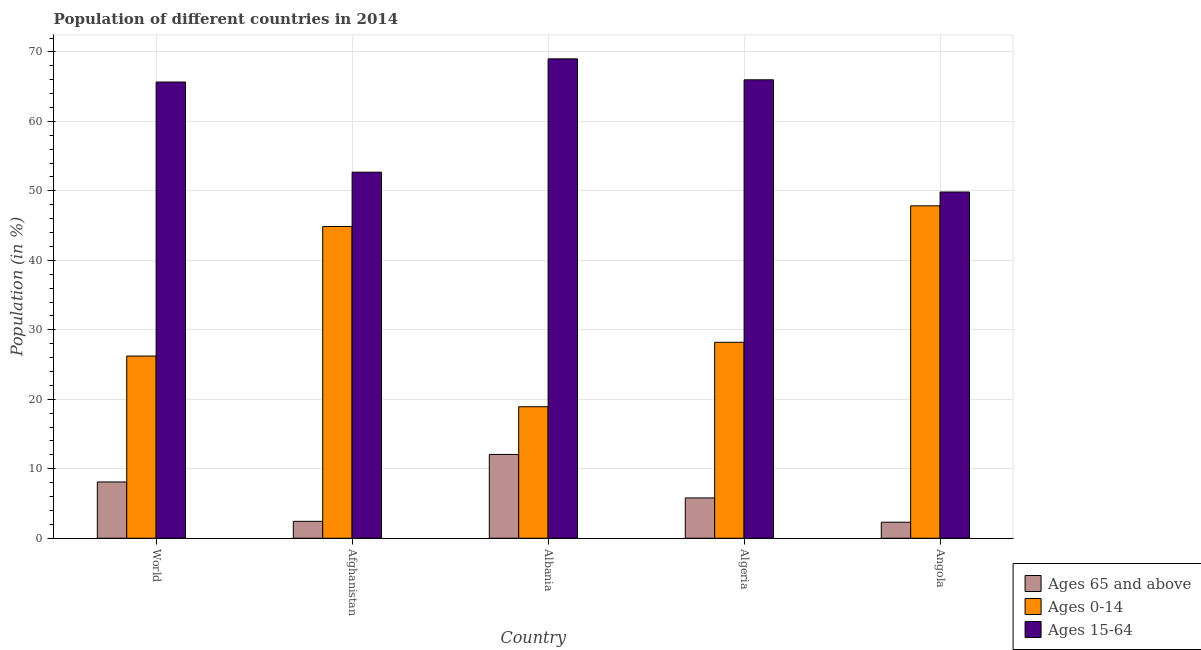 Population of different countries in 2014
Population (in %)
70
60
50
40
30
20
10
0
World
Afghanistan
Albania
Algeria
Angola
Country
Ages 65 and above
Ages 0-14
Ages 15-64